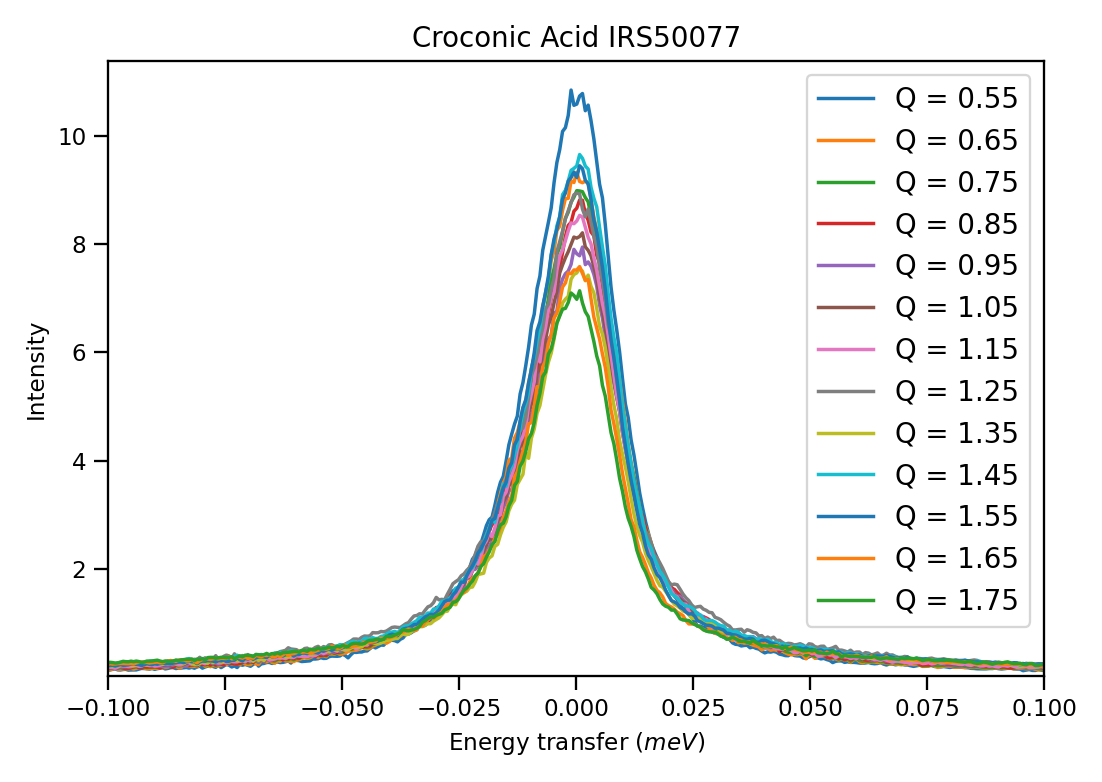 Croconic Acid IRS50077
Intensity
10
8
6
4
2
Q = 0.55
Q = 0.65
Q = 0.75
Q = 0.85
Q = 0.95
Q = 1.05
Q = 1.15
Q = 1.25
Q = 1.35
Q = 1.45
Q = 1.55
Q = 1.65
Q = 1.75
−0.100 −0.075 −0.050 −0.025 0.000 0.025 0.050 0.075 0.100
Energy transfer (meV)